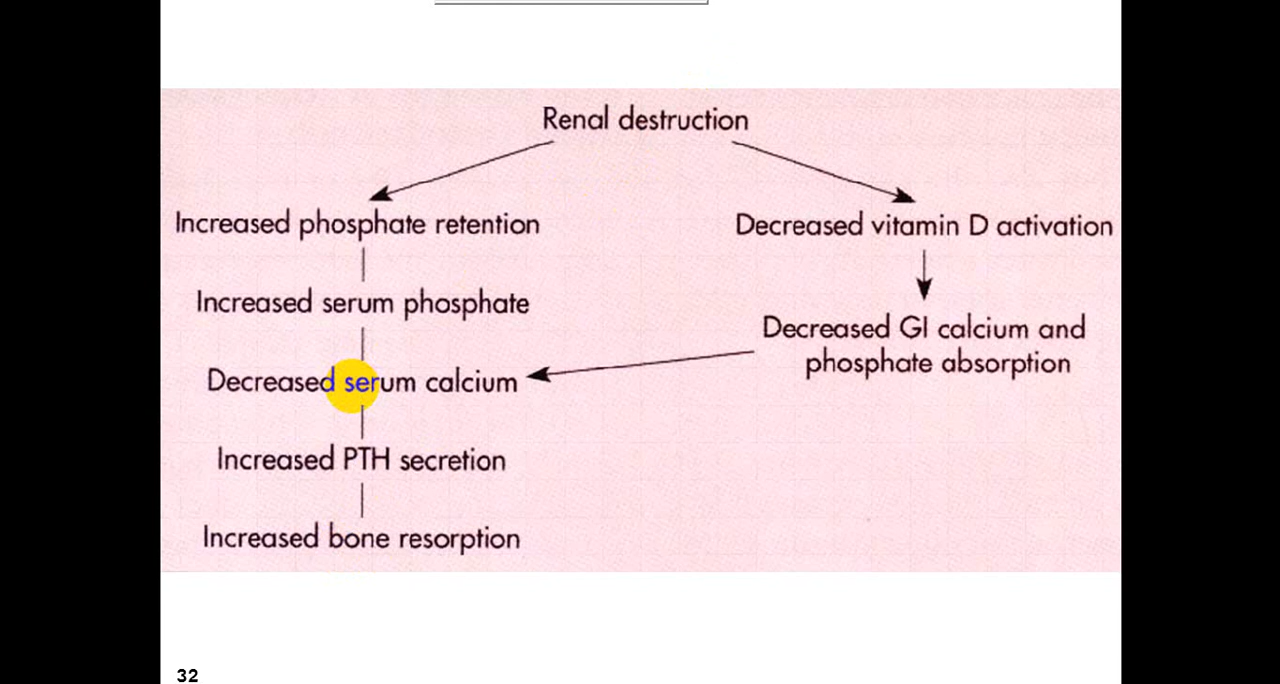 Renal destruction
Increased phosphate retention
Decreased vitamin D activation
Increased serum phosphate
Decreased GI calcium and
phosphate absorption
Decreased serum calcium
Increased PTH secretion
Increased bone resorption
32